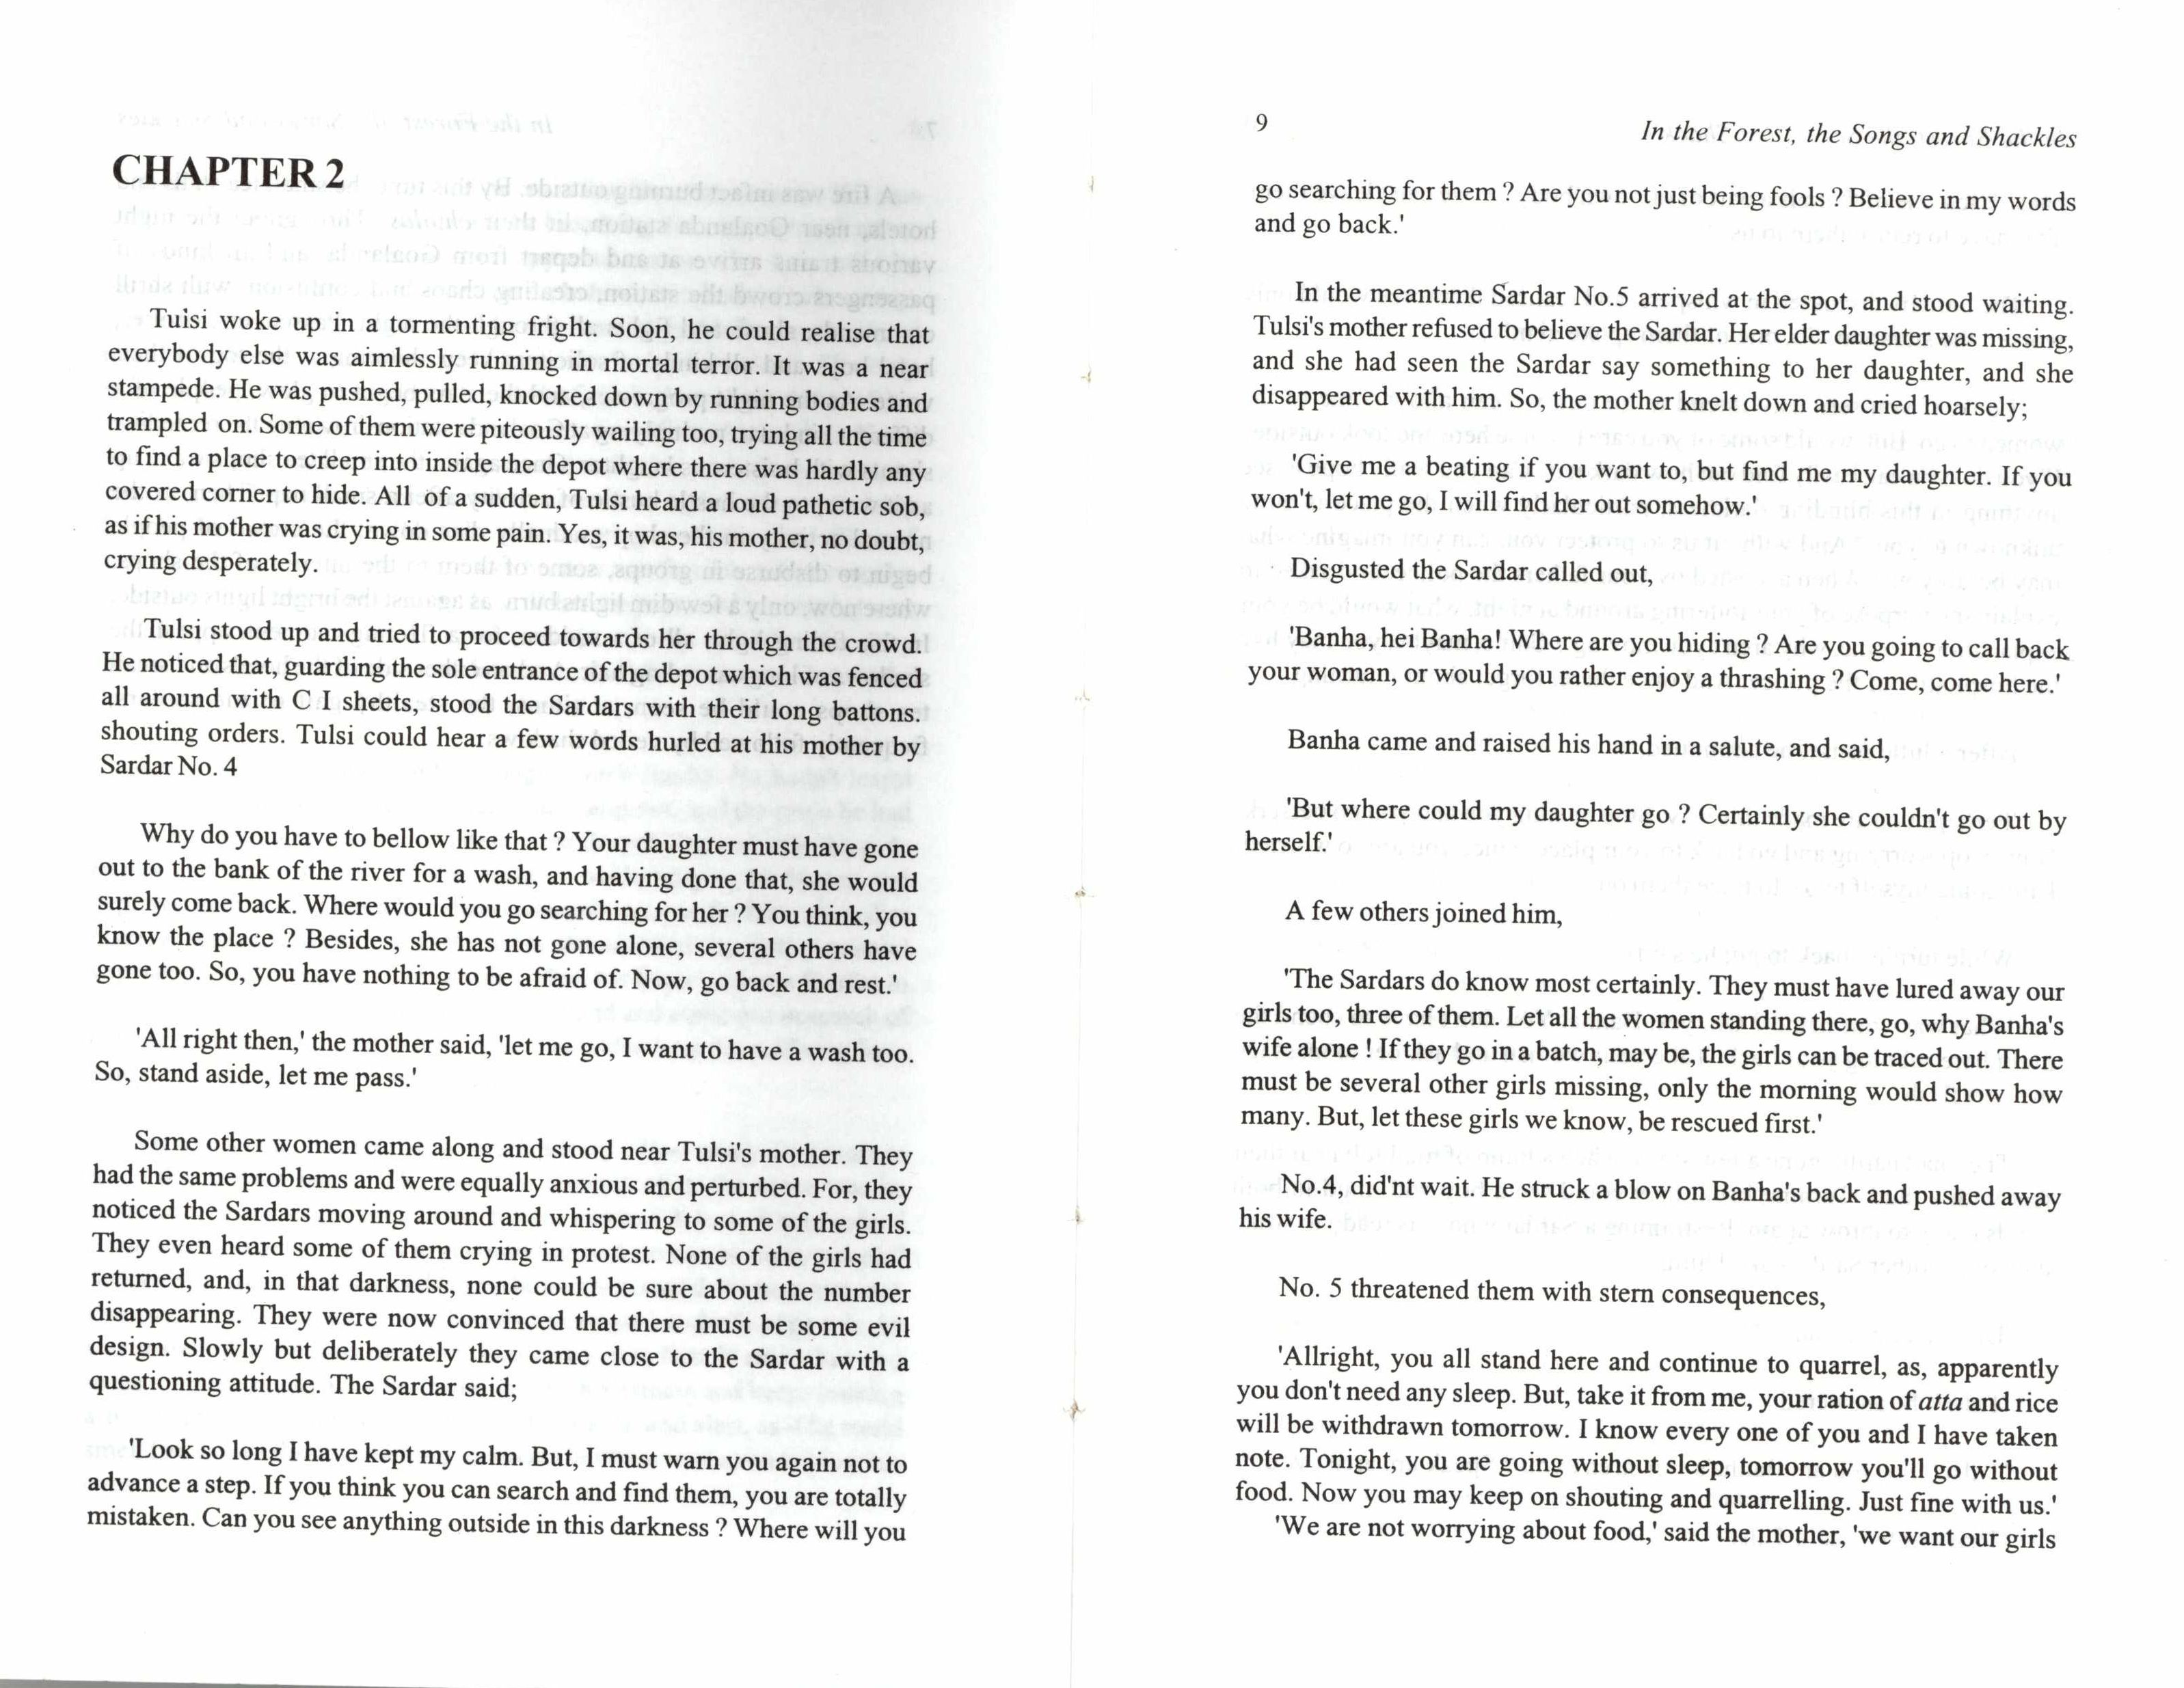 CHAPTER 2
Tulsi woke up in a tormenting fright. Soon, he could realise that
everybody else was aimlessly running in mortal terror. It was a near
stampede. He was pushed, pulled, knocked down by running bodies and
trampled on. Some of them were piteously wailing too, trying all the time
to find a place to creep into inside the depot where there was hardly any
covered corner to hide. All of a sudden, Tulsi heard a loud pathetic sob,
as if his mother was crying in some pain. Yes, it was, his mother, no doubt,
crying desperately.
Tulsi stood up and tried to proceed towards her through the crowd.
He noticed that, guarding the sole entrance of the depot which was fenced
all around with C I sheets, stood the Sardars with their long battons.
shouting orders. Tulsi could hear a few words hurled at his mother by
Sardar No. 4
Why do you have to bellow like that ? Your daughter must have gone
out to the bank of the river for a wash, and having done that, she would
surely come back. Where would you go searching for her ? You think, you
know the place ? Besides, she has not gone alone, several others have
gone too. So, you have nothing to be afraid of. Now, go back and rest.'
'All right then,' the mother said, 'let me go, I want to have a wash too.
So, stand aside, let me pass.'
Some other women came along and stood near Tulsi's mother. They
had the same problems and were equally anxious and perturbed. For, they
noticed the Sardars moving around and whispering to some of the girls.
They even heard some of them crying in protest. None of the girls had
returned, and, in that darkness, none could be sure about the number
disappearing. They were now convinced that there must be some evil
design. Slowly but deliberately they came close to the Sardar with a
questioning attitude. The Sardar said;
'Look so long I have kept my calm. But, I must warn you again not to
advance a step. If you think you can search and find them, you are totally
mistaken. Can you see anything outside in this darkness ? Where will you
9
In the Forest, the Songs and Shackles
go searching for them ? Are you not just being fools ? Believe in my words
and go back.'
In the meantime Sardar No.5 arrived at the spot, and stood waiting.
Tulsi's mother refused to believe the Sardar. Her elder daughter was missing,
and she had seen the Sardar say something to her daughter, and she
disappeared with him. So, the mother knelt down and cried hoarsely;
'Give me a beating if you want to, but find me my daughter. If you
won't, let me go, I will find her out somehow.'
Disgusted the Sardar called out,
'Banha, hei Banha! Where are you hiding ? Are you going to call back
your woman, or would you rather enjoy a thrashing ? Come, come here.'
Banha came and raised his hand in a salute, and said,
'But where could my daughter go ? Certainly she couldn't go out by
herself.'
A few others joined him,
'The Sardars do know most certainly. They must have lured away our
girls too, three of them. Let all the women standing there, go, why Banha's
wife alone ! If they go in a batch, may be, the girls can be traced out. There
must be several other girls missing, only the morning would show how
many. But, let these girls we know, be rescued first.'
No.4, did'nt wait. He struck a blow on Banha's back and pushed away
his wife.
No. 5 threatened them with stern consequences,
'Allright, you all stand here and continue to quarrel, as, apparently
you don't need any sleep. But, take it from me, your ration of atta and rice
will be withdrawn tomorrow. I know every one of you and I have taken
note. Tonight, you are going without sleep, tomorrow you'll go without
food. Now you may keep on shouting and quarrelling. Just fine with us.'
'We are not worrying about food,' said the mother, 'we want our girls